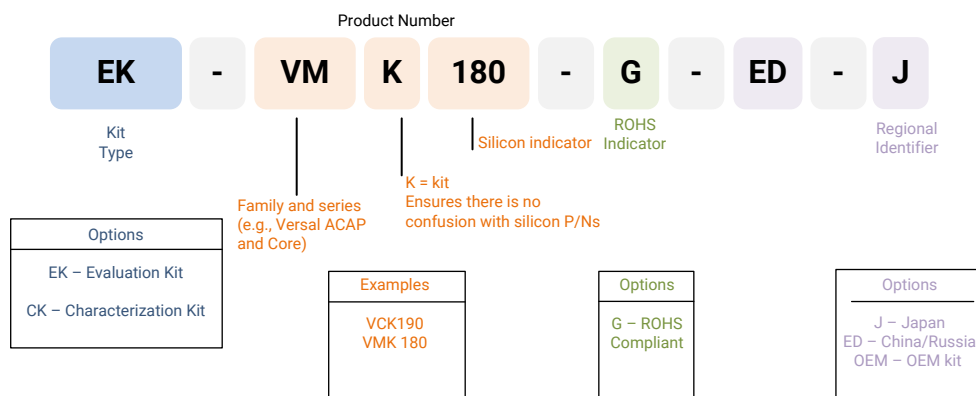 Product Number
EK - VM K 180 - G - ED - J
Kit
Type
Silicon indicator
ROHS
Indicator
Regional
Identifier
K = kit
Ensures there is no
confusion with silicon P/Ns
Family and series
(e.g., Versal ACAP
and Core)
Options
EK – Evaluation Kit
CK – Characterization Kit
Examples
VCK190
VMK 180
Options
G – ROHS
Compliant
Options
J – Japan
ED – China/Russia
OEM – OEM kit